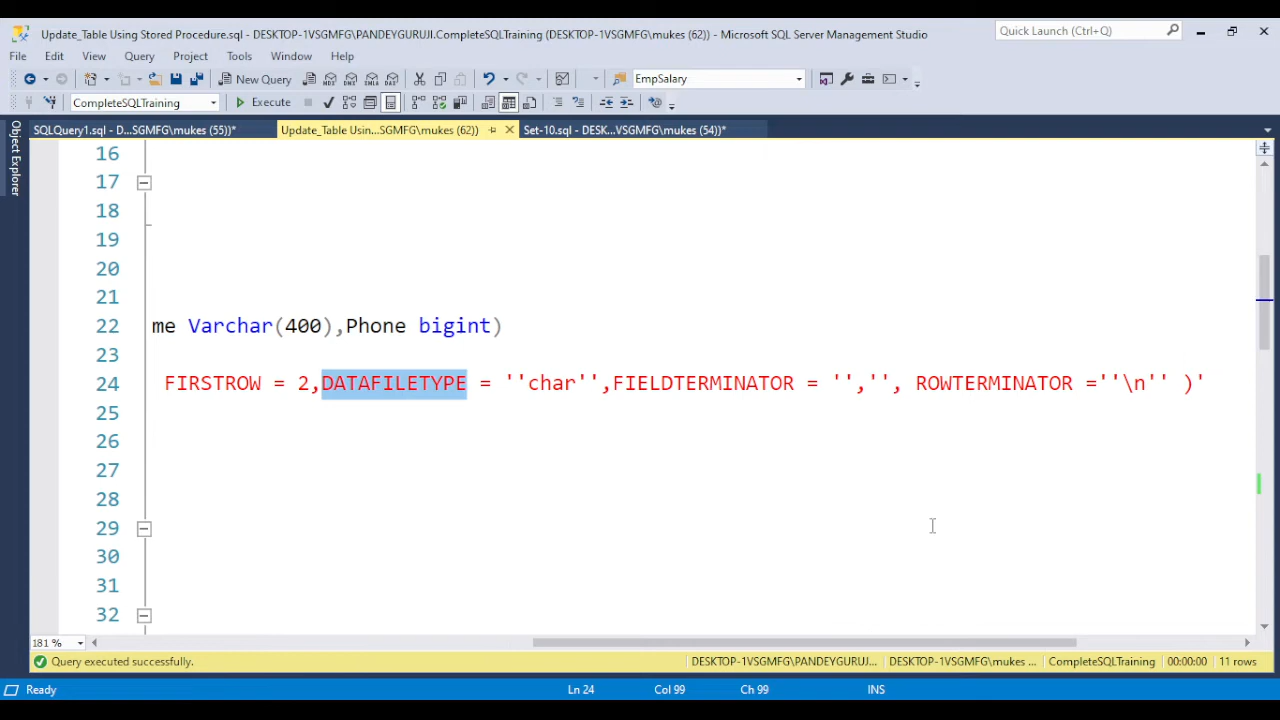 Update_Table Using Stored Procedure.sql - DESKTOP-1VSGMFG\PANDEYGURUJI.CompleteSQLTraining (DESKTOP-1VSGMFG\mukes (62)) - Microsoft SQL Server Management Studio
Quick Launch (Ctrl+Q)
File Edit View Query Project Tools Window Help
New Query
EmpSalary
CompleteSQLTraining
Execute
SQLQuery1.sql - D...SGMFG\mukes (55))*
Update_Table Usin...SGMFG\mukes (62))
Set-10.sql - DESK...VSGMFG\mukes (54))*
Object Explorer
16
17
18
19
20
21
22 me Varchar(400),Phone bigint)
23
24 FIRSTROW = 2,DATAFILETYPE = ''char'',FIELDTERMINATOR = '','', ROWTERMINATOR =''\n'' )'
25
26
27
28
29
30
31
32
181 %
Query executed successfully.
DESKTOP-1VSGMFG\PANDEYGURUJI... DESKTOP-1VSGMFG\mukes ... CompleteSQLTraining 00:00:00 11 rows
Ready Ln 24 Col 99 Ch 99 INS